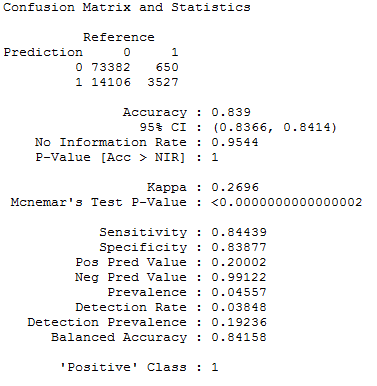 Confusion Matrix and Statistics
Reference
Prediction 0 1
0 73382 650
1 14106 3527
Accuracy : 0.839
95% CI : (0.8366, 0.8414)
No Information Rate : 0.9544
P-Value [Acc > NIR] : 1
Kappa : 0.2696
Mcnemar's Test P-Value : <0.0000000000000002
Sensitivity : 0.84439
Specificity : 0.83877
Pos Pred Value : 0.20002
Neg Pred Value : 0.99122
Prevalence : 0.04557
Detection Rate : 0.03848
Detection Prevalence : 0.19236
Balanced Accuracy : 0.84158
'Positive' Class : 1